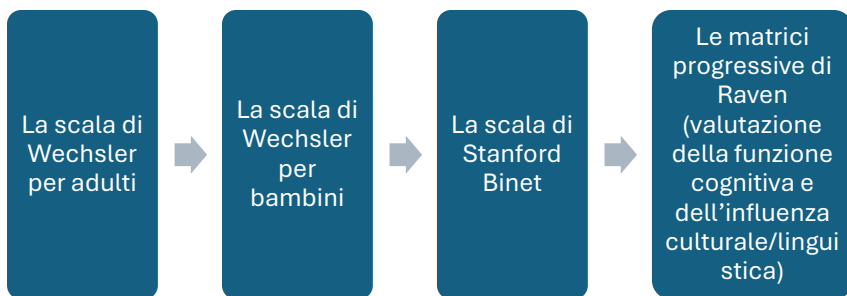 La scala di
Wechsler
per adulti
La scala di
Wechsler
per
bambini
La scala di
Stanford
Binet
Le matrici
progressive di
Raven
(valutazione
della funzione
cognitiva e
dell’influenza
culturale/lingui
stica)